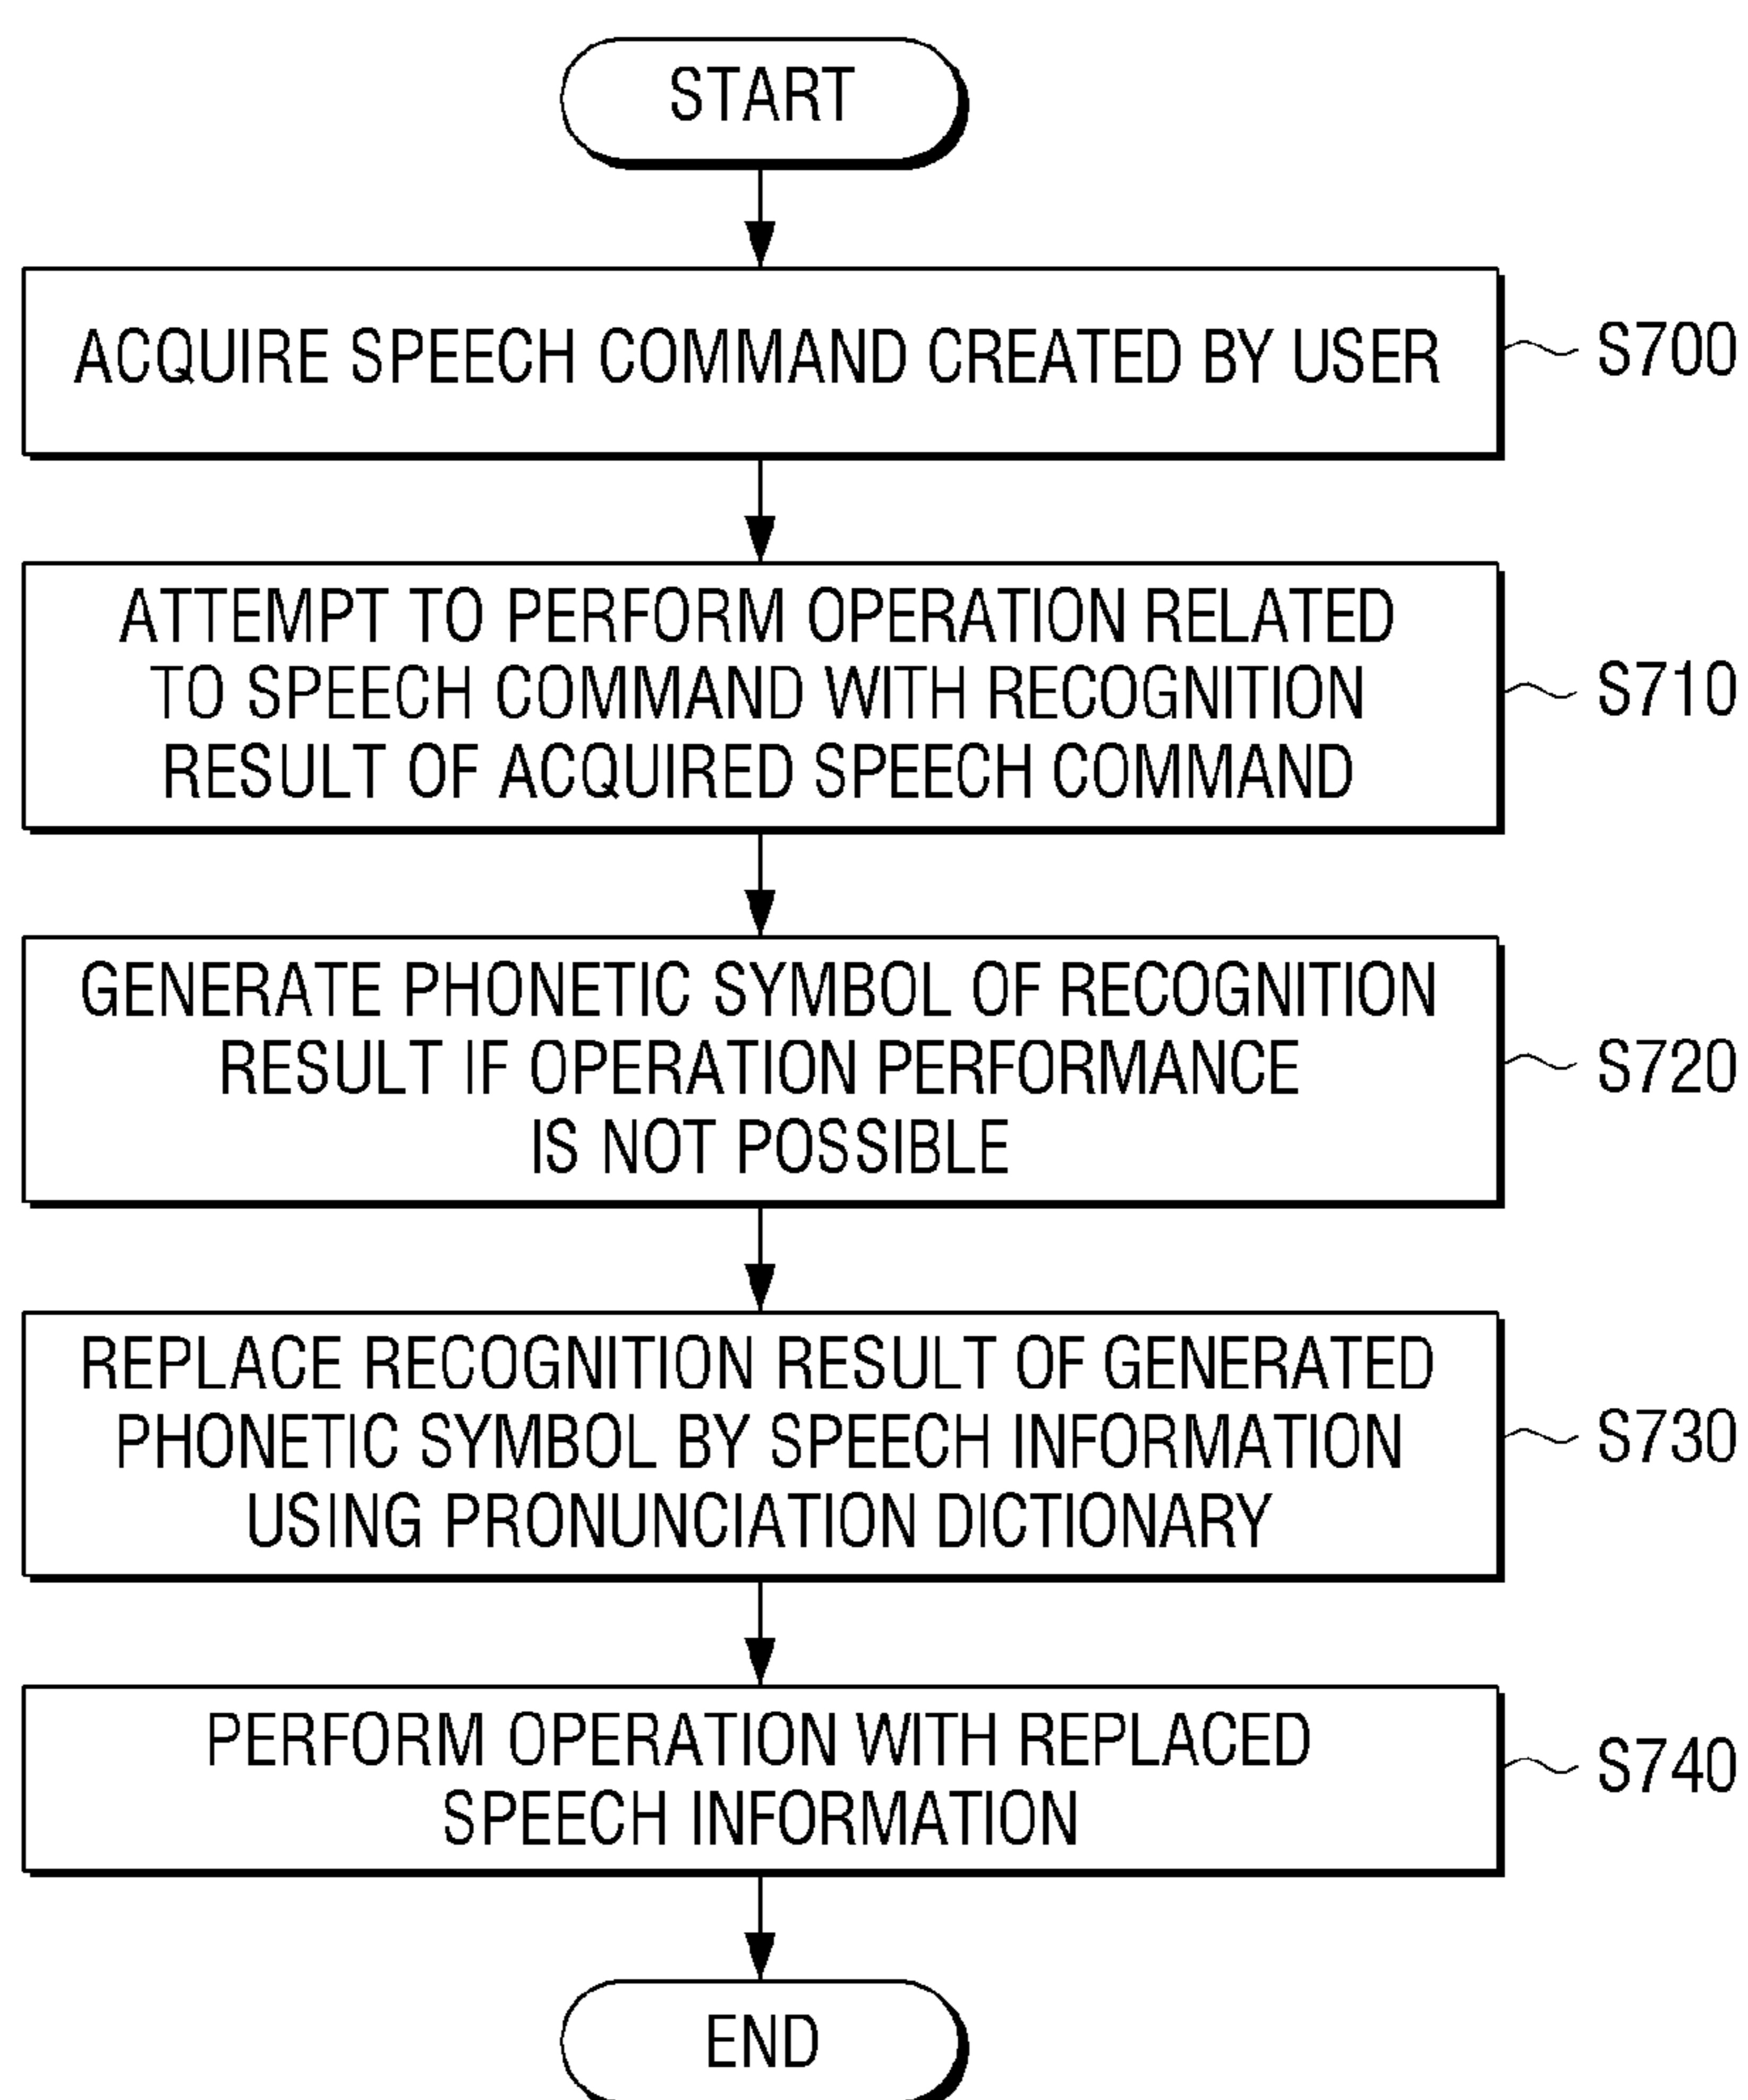 START
ACQUIRE SPEECH COMMAND CREATED BY USER
S700
ATTEMPT TO PERFORM OPERATION RELATED
TO SPEECH COMMAND WITH RECOGNITION
RESULT OF ACQUIRED SPEECH COMMAND
S710
GENERATE PHONETIC SYMBOL OF RECOGNITION
RESULT IF OPERATION PERFORMANCE
IS NOT POSSIBLE
S720
REPLACE RECOGNITION RESULT OF GENERATED
PHONETIC SYMBOL BY SPEECH INFORMATION
USING PRONUNCIATION DICTIONARY
S730
PERFORM OPERATION WITH REPLACED
SPEECH INFORMATION
S740
END